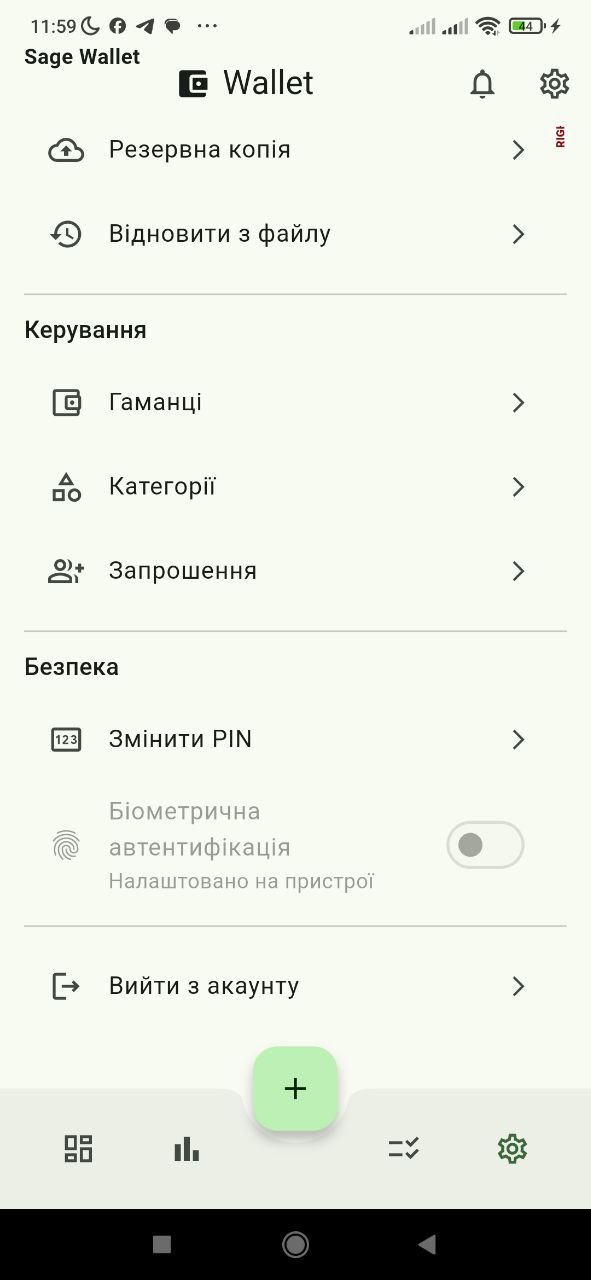 11:59
44
Sage Wallet
Wallet
RIGH
Резервна копія
Відновити з файлу
Керування
Гаманці
Категорії
Запрошення
Безпека
123
Змінити PIN
Біометрична
автентифікація
Налаштовано на пристрої
Вийти з акаунту